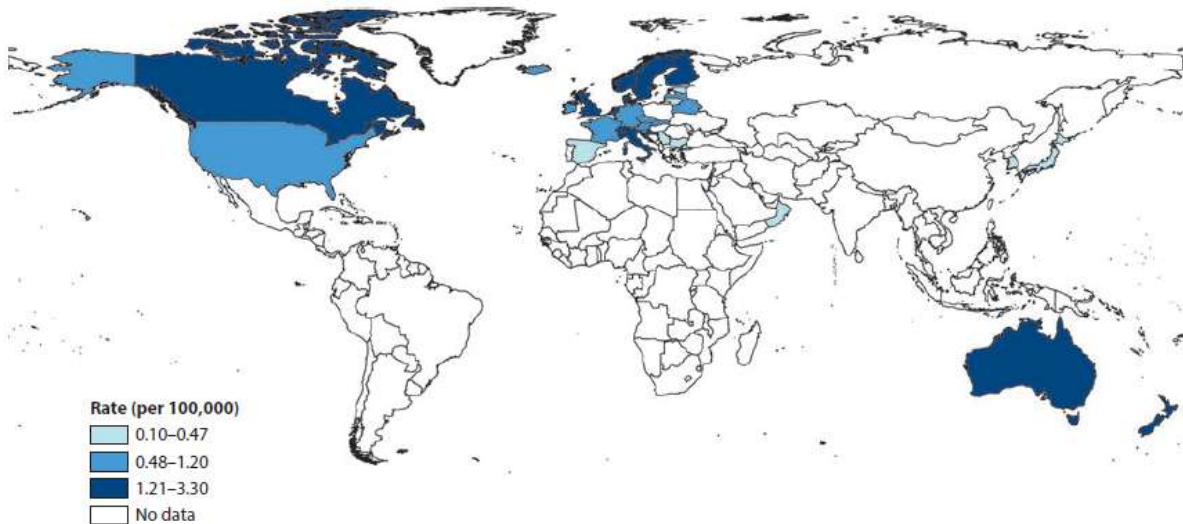 Rate (per 100,000)
0.10–0.47
0.48–1.20
1.21–3.30
No data